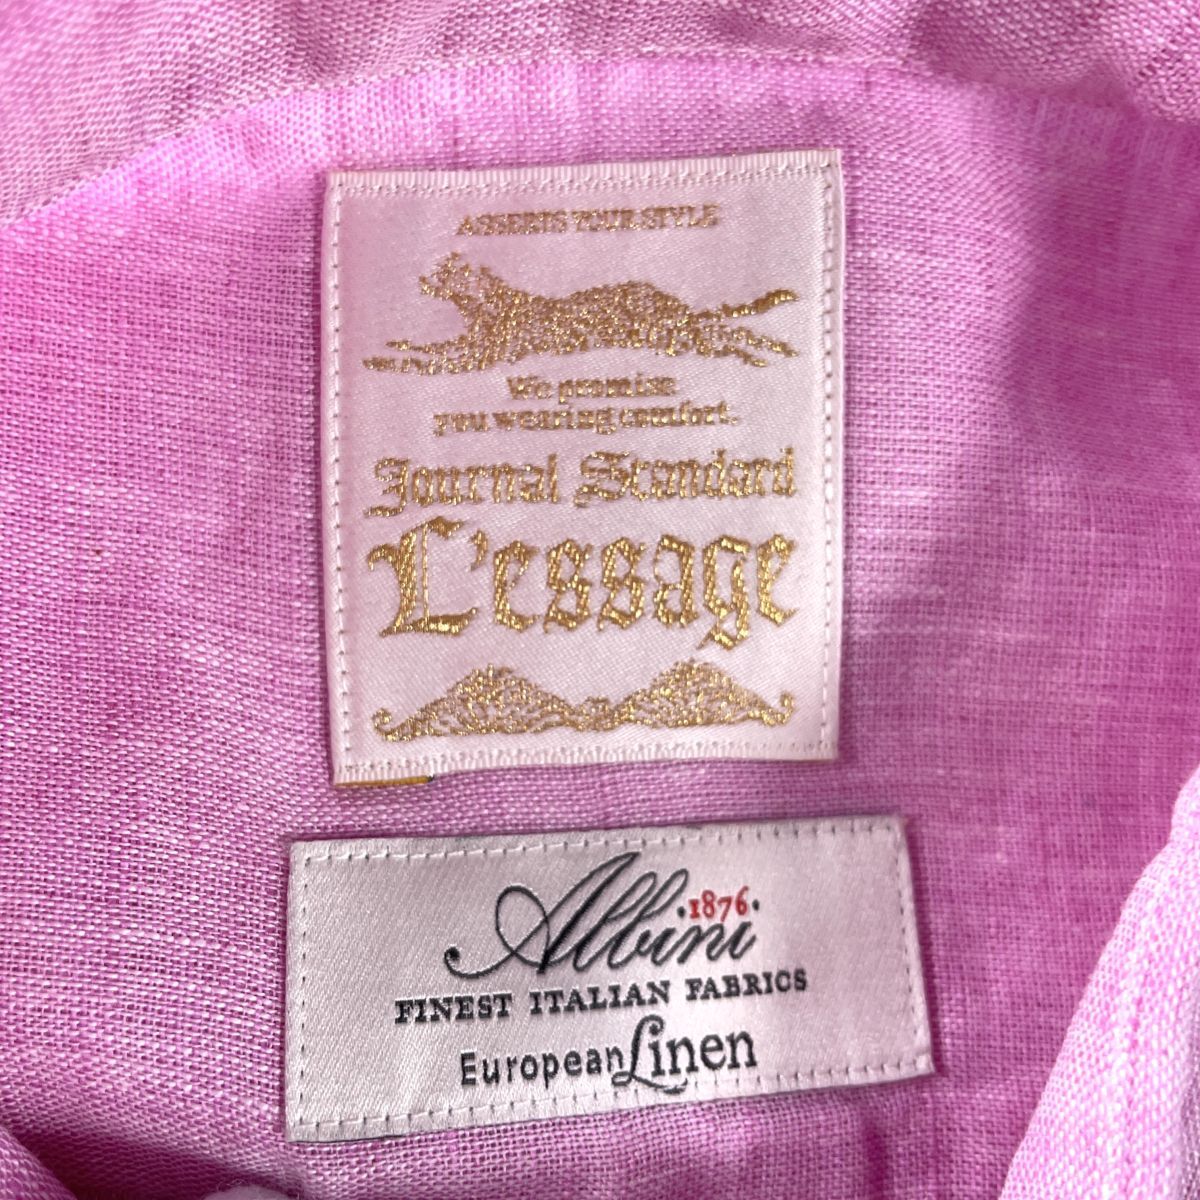 ASSERTS YOUR STYLE
We promise
you wearing comfort.
Journal Standard
L'essage
Albini
·1876·
FINEST ITALIAN FABRICS
European Linen